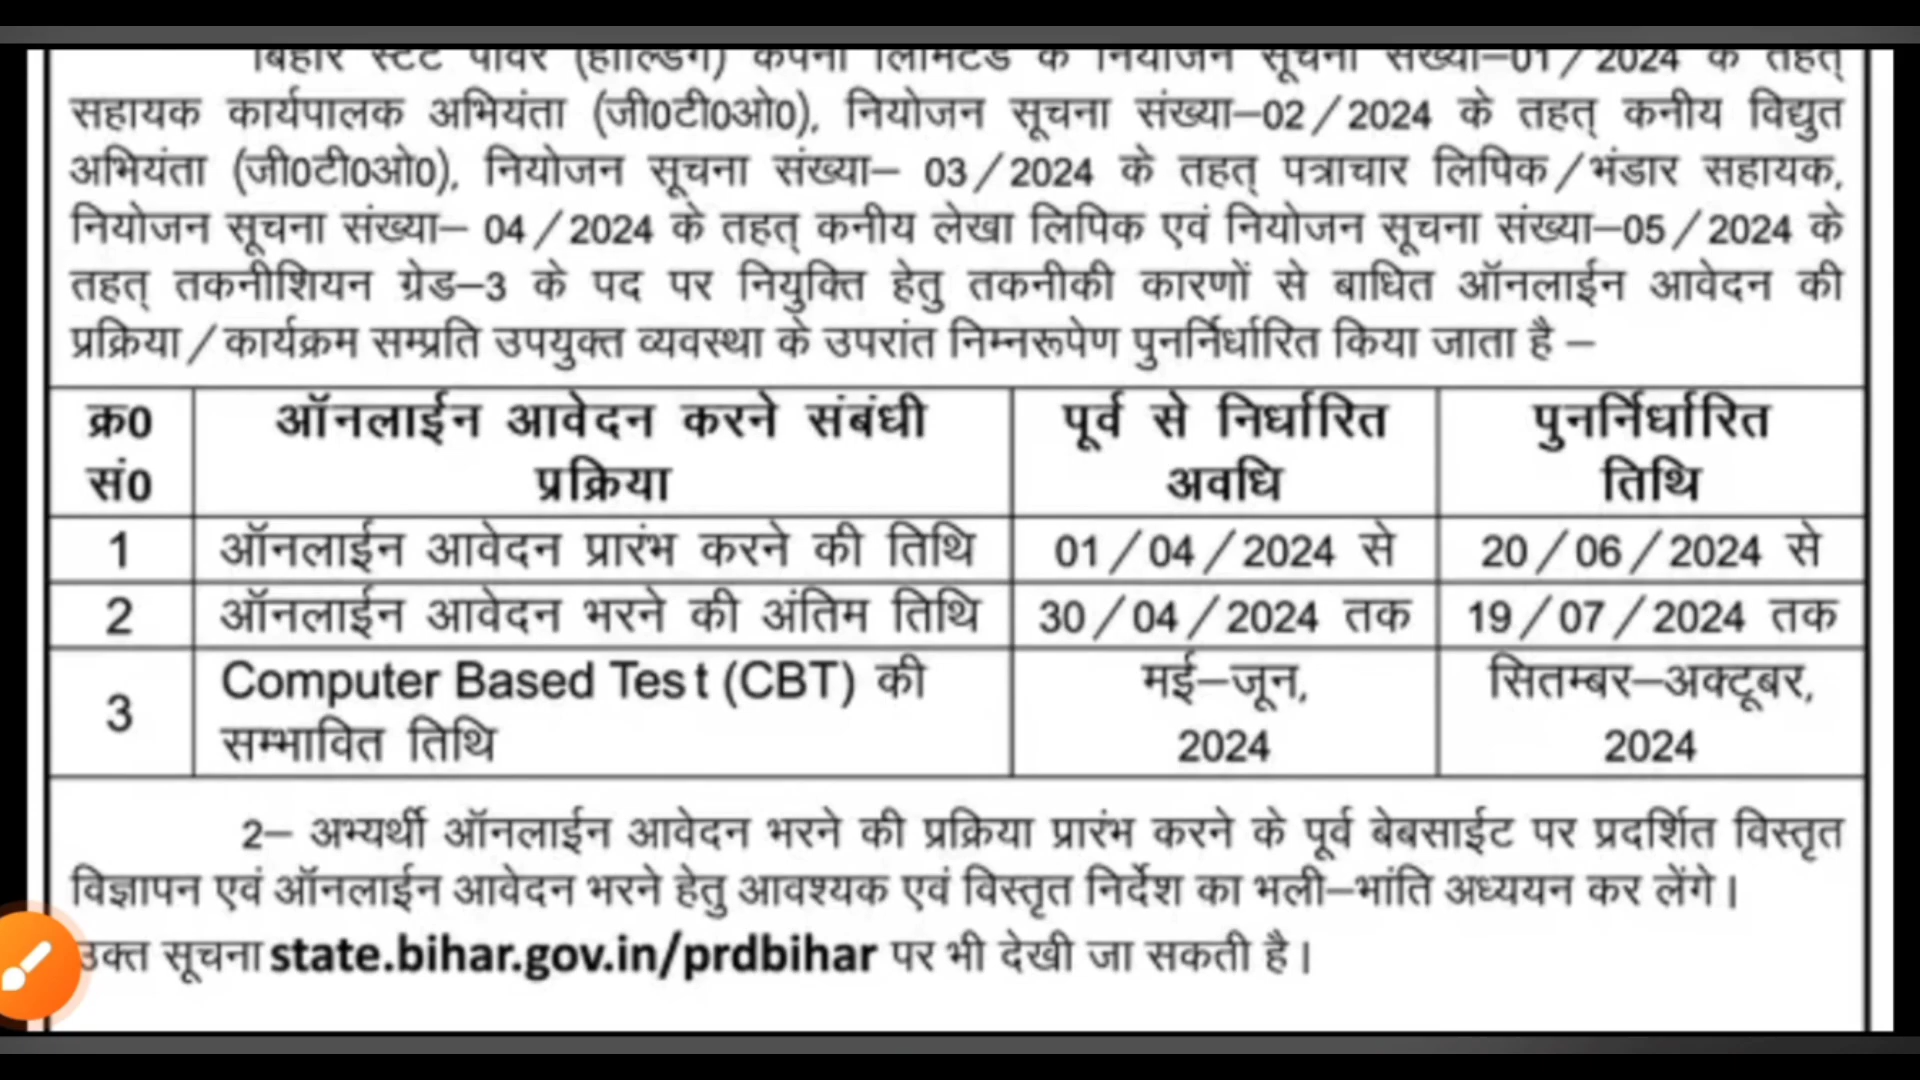 बिहार स्टेट पावर (होल्डिंग) कंपनी लिमिटेड के नियोजन सूचना संख्या–01/2024 के तहत्
सहायक कार्यपालक अभियंता (जी0टी0ओ0), नियोजन सूचना संख्या–02/2024 के तहत् कनीय विद्युत
अभियंता (जी0टी0ओ0), नियोजन सूचना संख्या– 03/2024 के तहत् पत्राचार लिपिक/भंडार सहायक,
नियोजन सूचना संख्या– 04/2024 के तहत् कनीय लेखा लिपिक एवं नियोजन सूचना संख्या–05/2024 के
तहत् तकनीशियन ग्रेड–3 के पद पर नियुक्ति हेतु तकनीकी कारणों से बाधित ऑनलाईन आवेदन की
प्रक्रिया/कार्यक्रम सम्प्रति उपयुक्त व्यवस्था के उपरांत निम्नरूपेण पुनर्निर्धारित किया जाता है –
क्र0 ऑनलाईन आवेदन करने संबंधी पूर्व से निर्धारित पुनर्निर्धारित
सं0 प्रक्रिया अवधि तिथि
1 ऑनलाईन आवेदन प्रारंभ करने की तिथि 01/04/2024 से 20/06/2024 से
2 ऑनलाईन आवेदन भरने की अंतिम तिथि 30/04/2024 तक 19/07/2024 तक
3 Computer Based Test (CBT) की मई–जून, सितम्बर–अक्टूबर,
सम्भावित तिथि 2024 2024
2– अभ्यर्थी ऑनलाईन आवेदन भरने की प्रक्रिया प्रारंभ करने के पूर्व बेबसाईट पर प्रदर्शित विस्तृत
विज्ञापन एवं ऑनलाईन आवेदन भरने हेतु आवश्यक एवं विस्तृत निर्देश का भली–भांति अध्ययन कर लेंगे।
उक्त सूचना state.bihar.gov.in/prdbihar पर भी देखी जा सकती है।